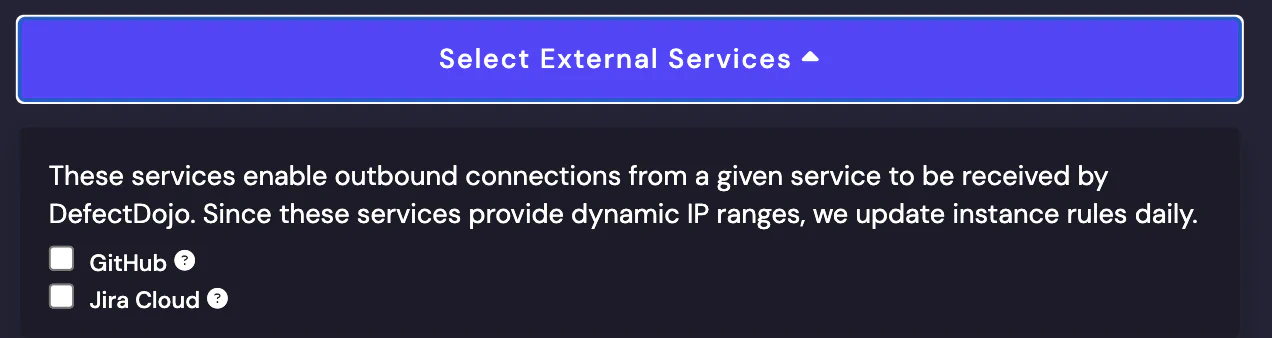 Select External Services
These services enable outbound connections from a given service to be received by
DefectDojo. Since these services provide dynamic IP ranges, we update instance rules daily.
GitHub ?
Jira Cloud ?